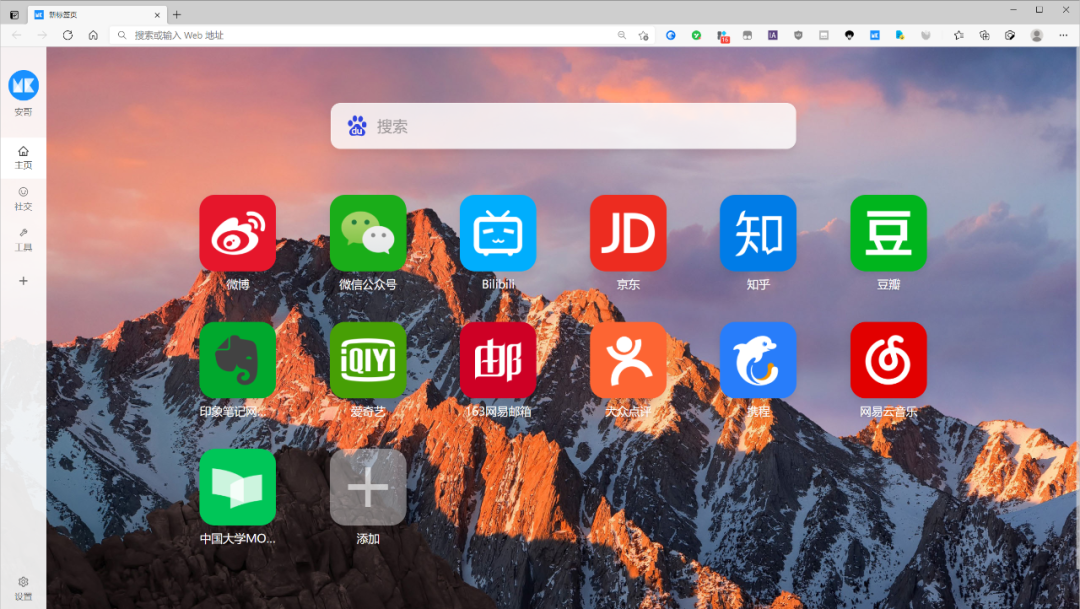 新标签页
搜索或输入 Web 地址
15
IA
MK
安哥
主页
社交
工具
设置
du 搜索
JD
知
豆
微博
微信公众号
Bilibili
京东
知乎
豆瓣
iQIYI
邮
印象笔记网...
爱奇艺
163网易邮箱
大众点评
携程
网易云音乐
中国大学MO...
添加